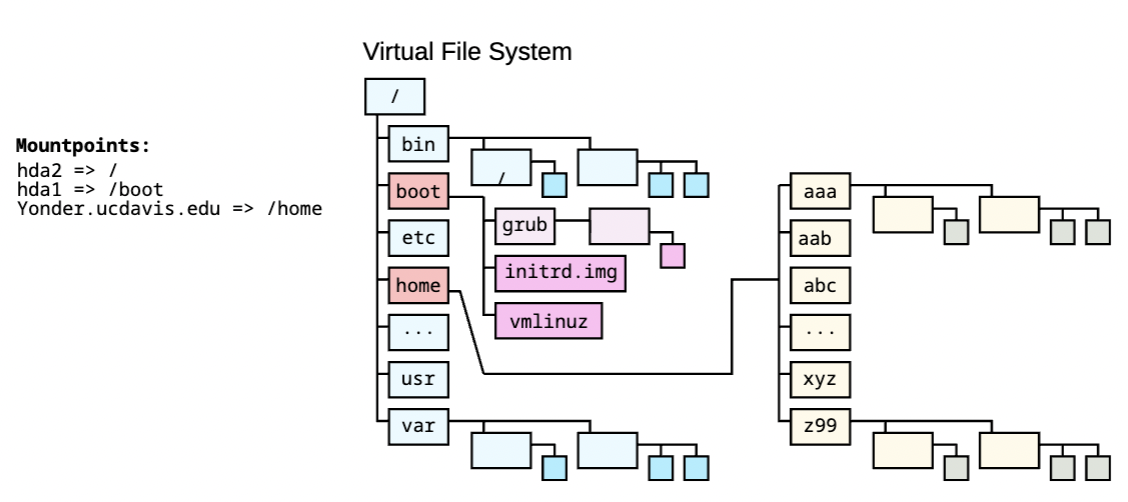 Virtual File System
/
Mountpoints:
hda2 => /
hda1 => /boot
Yonder.ucdavis.edu => /home
bin
/
boot
grub
initrd.img
vmlinuz
etc
home
...
usr
var
aaa
aab
abc
...
xyz
z99